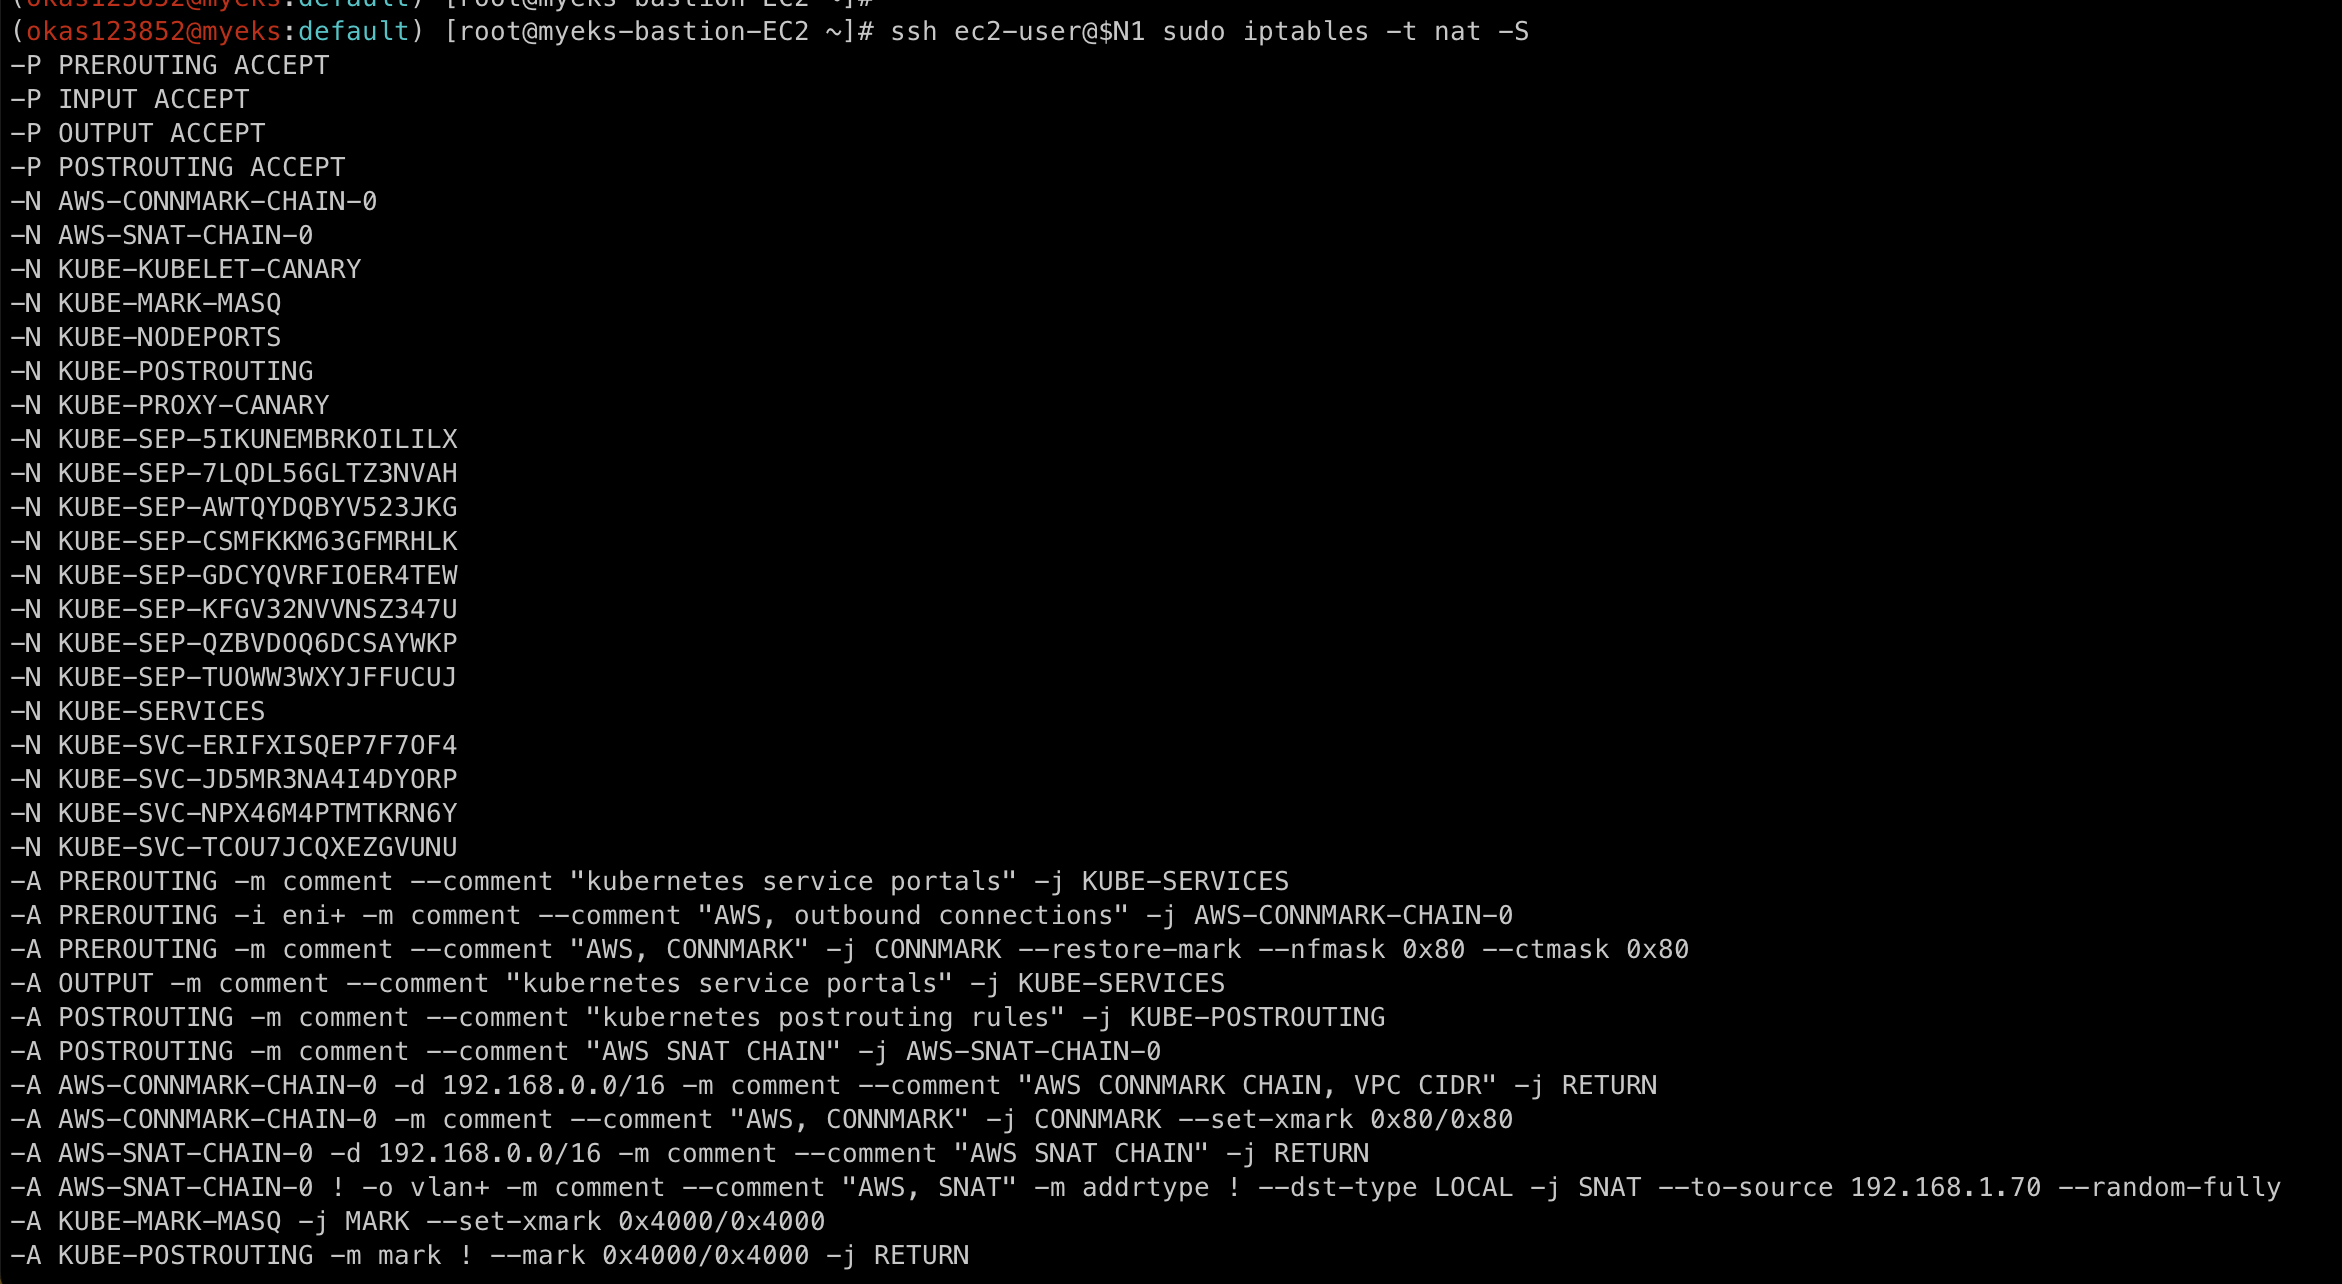 (okas123852@myeks:default) [root@myeks-bastion-EC2 ~]#
(okas123852@myeks:default) [root@myeks-bastion-EC2 ~]# ssh ec2-user@$N1 sudo iptables -t nat -S
-P PREROUTING ACCEPT
-P INPUT ACCEPT
-P OUTPUT ACCEPT
-P POSTROUTING ACCEPT
-N AWS-CONNMARK-CHAIN-0
-N AWS-SNAT-CHAIN-0
-N KUBE-KUBELET-CANARY
-N KUBE-MARK-MASQ
-N KUBE-NODEPORTS
-N KUBE-POSTROUTING
-N KUBE-PROXY-CANARY
-N KUBE-SEP-5IKUNEMBRKOILILX
-N KUBE-SEP-7LQDL56GLTZ3NVAH
-N KUBE-SEP-AWTQYDQBYV523JKG
-N KUBE-SEP-CSMFKKM63GFMRHLK
-N KUBE-SEP-GDCYQVRFIOER4TEW
-N KUBE-SEP-KFGV32NVVNSZ347U
-N KUBE-SEP-QZBVDOQ6DCSAYWKP
-N KUBE-SEP-TUOWW3WXYJFFUCUJ
-N KUBE-SERVICES
-N KUBE-SVC-ERIFXISQEP7F7OF4
-N KUBE-SVC-JD5MR3NA4I4DYORP
-N KUBE-SVC-NPX46M4PTMTKRN6Y
-N KUBE-SVC-TCOU7JCQXEZGVUNU
-A PREROUTING -m comment --comment "kubernetes service portals" -j KUBE-SERVICES
-A PREROUTING -i eni+ -m comment --comment "AWS, outbound connections" -j AWS-CONNMARK-CHAIN-0
-A PREROUTING -m comment --comment "AWS, CONNMARK" -j CONNMARK --restore-mark --nfmask 0x80 --ctmask 0x80
-A OUTPUT -m comment --comment "kubernetes service portals" -j KUBE-SERVICES
-A POSTROUTING -m comment --comment "kubernetes postrouting rules" -j KUBE-POSTROUTING
-A POSTROUTING -m comment --comment "AWS SNAT CHAIN" -j AWS-SNAT-CHAIN-0
-A AWS-CONNMARK-CHAIN-0 -d 192.168.0.0/16 -m comment --comment "AWS CONNMARK CHAIN, VPC CIDR" -j RETURN
-A AWS-CONNMARK-CHAIN-0 -m comment --comment "AWS, CONNMARK" -j CONNMARK --set-xmark 0x80/0x80
-A AWS-SNAT-CHAIN-0 -d 192.168.0.0/16 -m comment --comment "AWS SNAT CHAIN" -j RETURN
-A AWS-SNAT-CHAIN-0 ! -o vlan+ -m comment --comment "AWS, SNAT" -m addrtype ! --dst-type LOCAL -j SNAT --to-source 192.168.1.70 --random-fully
-A KUBE-MARK-MASQ -j MARK --set-xmark 0x4000/0x4000
-A KUBE-POSTROUTING -m mark ! --mark 0x4000/0x4000 -j RETURN